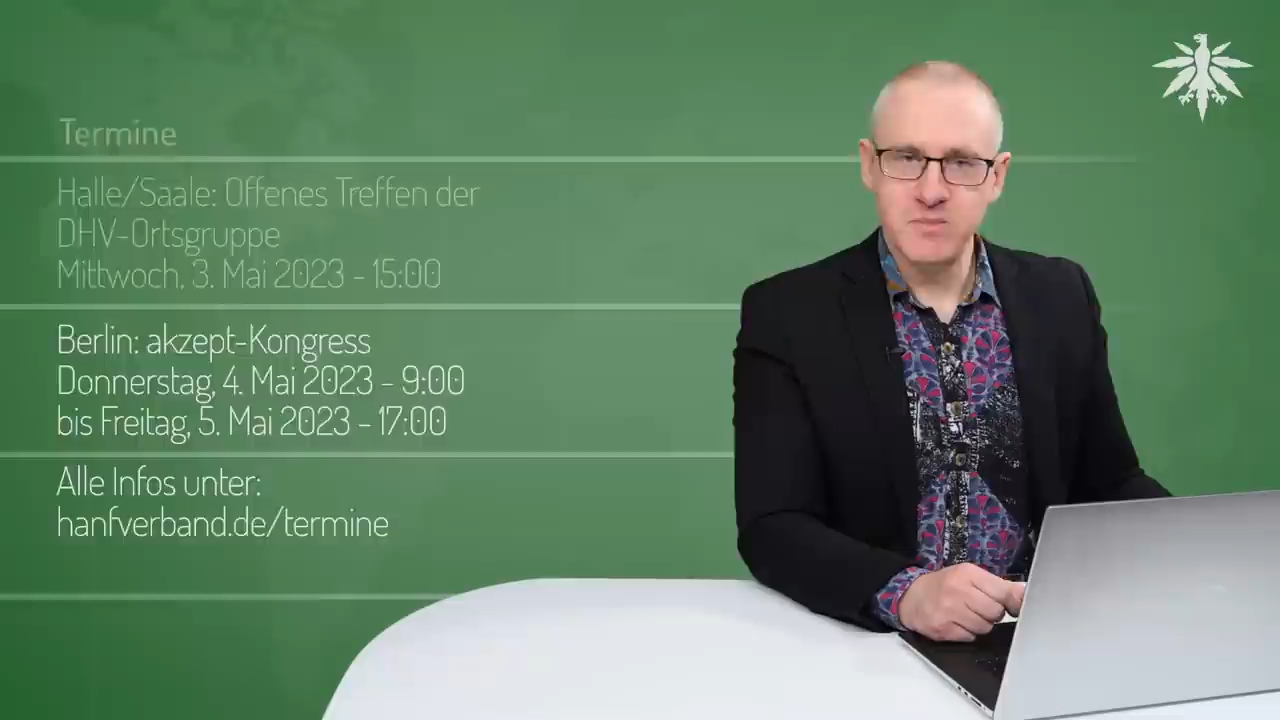 Termine
Halle/Saale: Offenes Treffen der
DHV-Ortsgruppe
Mittwoch, 3. Mai 2023 - 15:00
Berlin: akzept-Kongress
Donnerstag, 4. Mai 2023 - 9:00
bis Freitag, 5. Mai 2023 - 17:00
Alle Infos unter:
hanfverband.de/termine